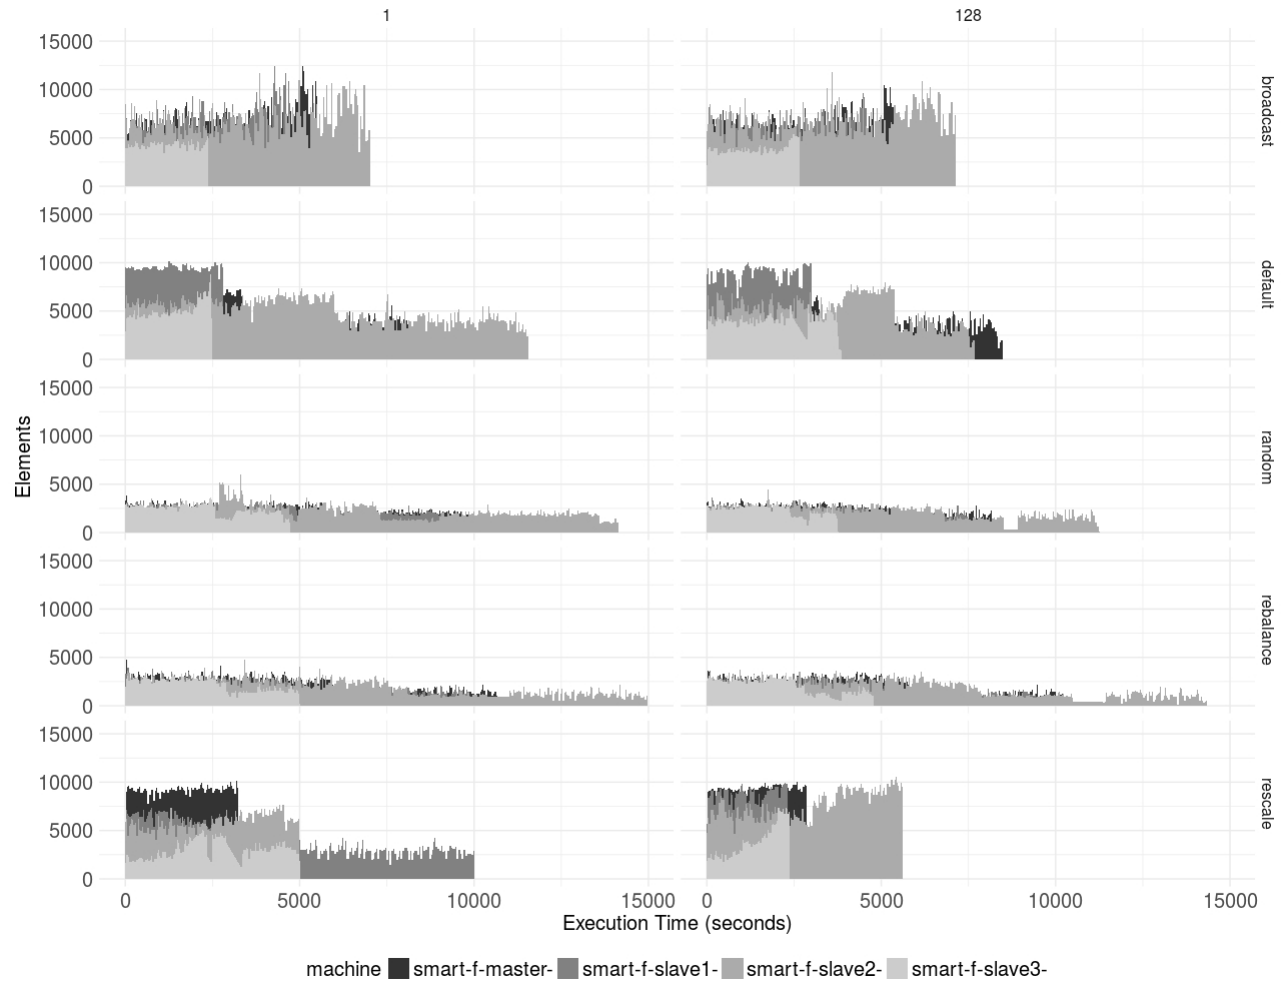 1 128
15000
10000
5000
0
broadcast
15000
10000
5000
0
default
15000
10000
5000
0
random
15000
10000
5000
0
rebalance
15000
10000
5000
0
rescale
Elements
0 5000 10000 15000 0 5000 10000 15000
Execution Time (seconds)
machine smart-f-master- smart-f-slave1- smart-f-slave2- smart-f-slave3-